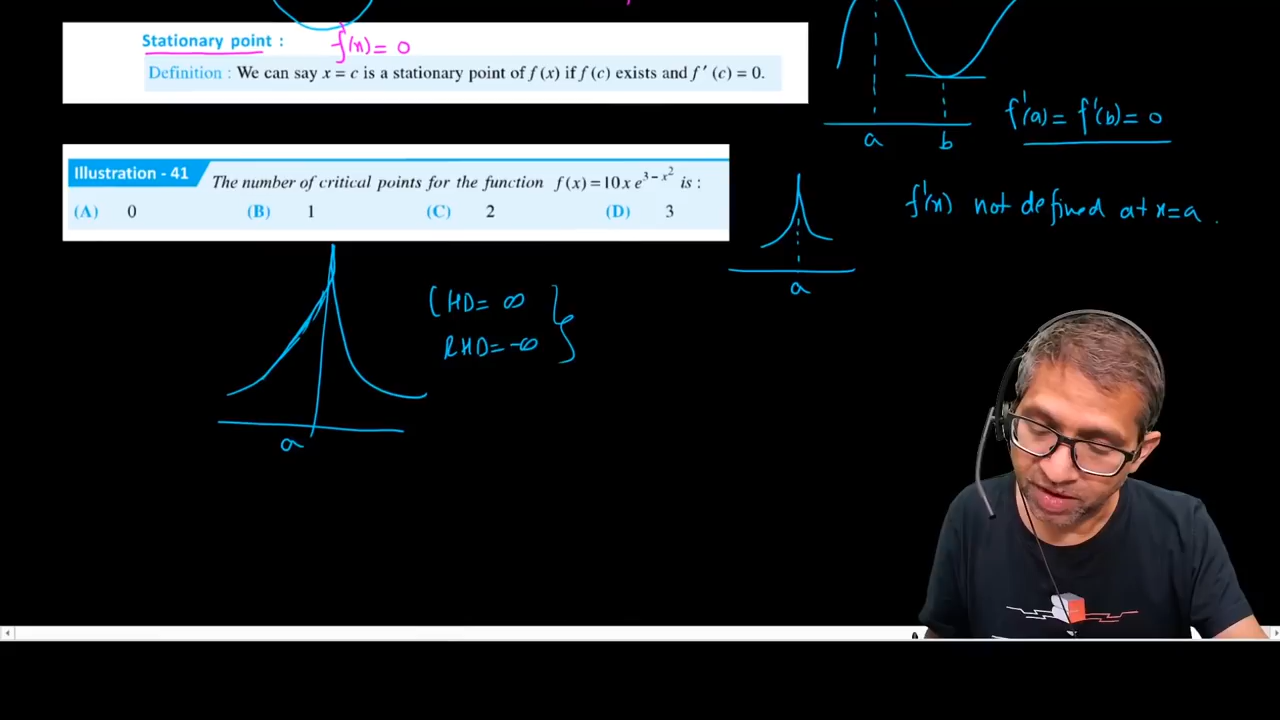 Stationary point :
f'(x) = 0
Definition : We can say x = c is a stationary point of f (x) if f (c) exists and f ′ (c) = 0.
f'(a) = f'(b) = 0
a b
Illustration - 41 The number of critical points for the function f(x) = 10x e^{3 − x^2} is :
(A) 0 (B) 1 (C) 2 (D) 3
f'(x) not defined at x=a .
a
LHD = ∞
RHD = -∞
a